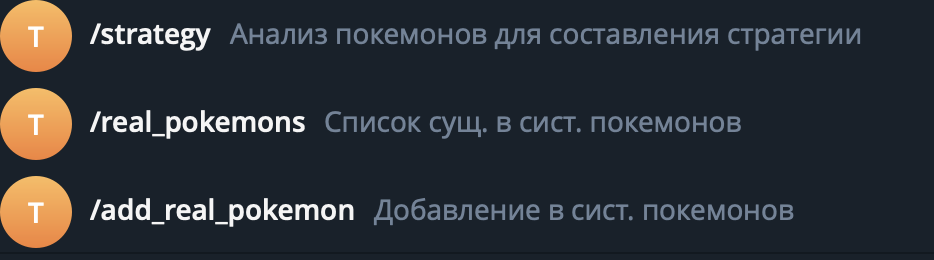 T /strategy Анализ покемонов для составления стратегии
T /real_pokemons Список сущ. в сист. покемонов
T /add_real_pokemon Добавление в сист. покемонов